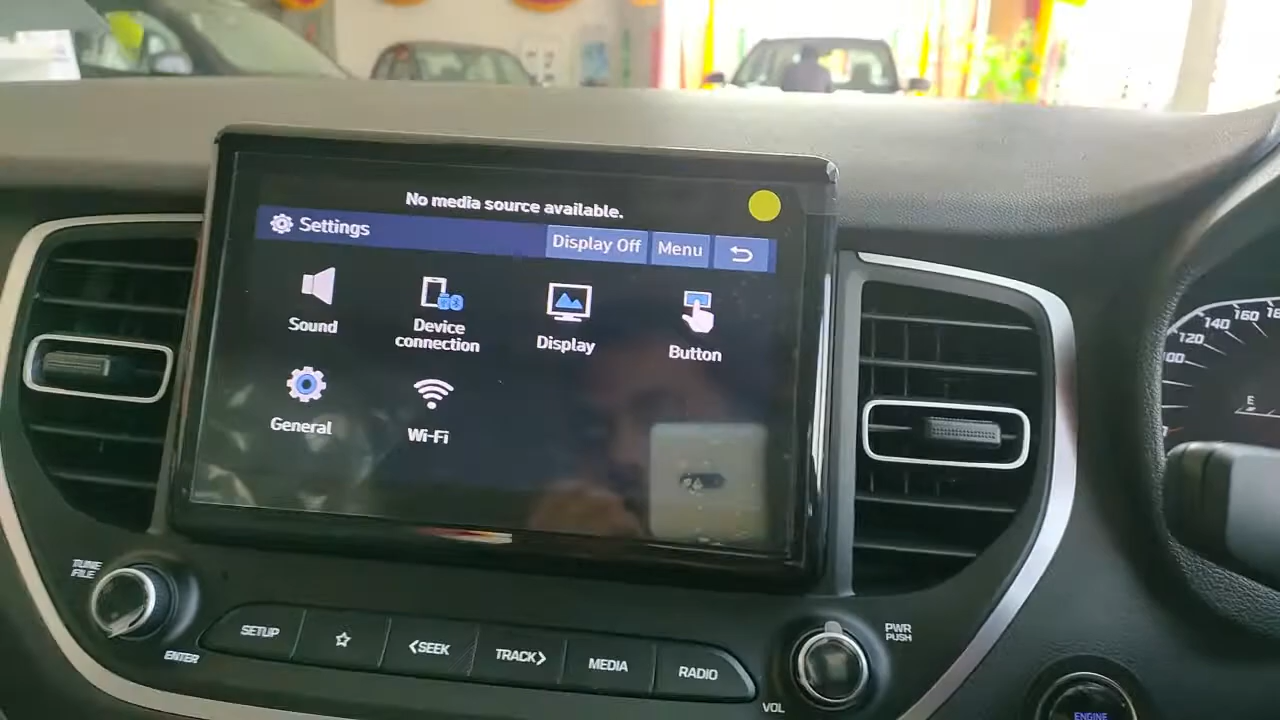 No media source available.
Settings
Display Off
Menu
Sound
Device
connection
Display
Button
General
Wi-Fi
TUNE
FILE
ENTER
SETUP
<SEEK
TRACK>
MEDIA
RADIO
PWR
PUSH
VOL
ENGINE
120
140
160
E